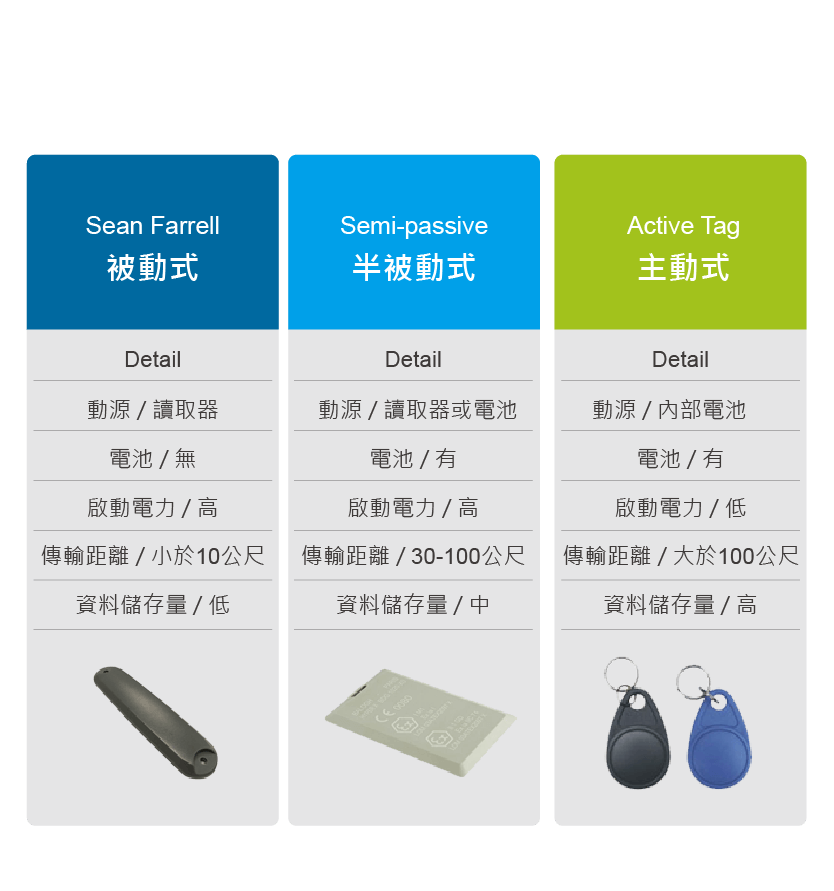 Sean Farrell
被動式
Detail
動源 / 讀取器
電池 / 無
啟動電力 / 高
傳輸距離 / 小於10公尺
資料儲存量 / 低
Semi-passive
半被動式
Detail
動源 / 讀取器或電池
電池 / 有
啟動電力 / 高
傳輸距離 / 30-100公尺
資料儲存量 / 中
CE
Active Tag
主動式
Detail
動源 / 內部電池
電池 / 有
啟動電力 / 低
傳輸距離 / 大於100公尺
資料儲存量 / 高